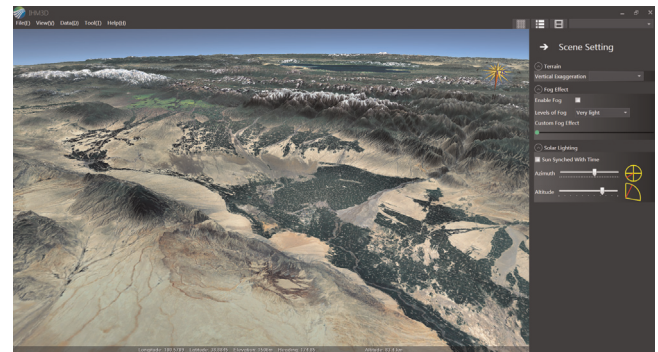 IHM3D
File(F) View(V) Data(D) Tool(T) Help(H)
Scene Setting
Terrain
Vertical Exaggeration
Fog Effect
Enable Fog
Levels of Fog Very light
Custom Fog Effect
Solar Lighting
Sun Synched With Time
Azimuth
Altitude